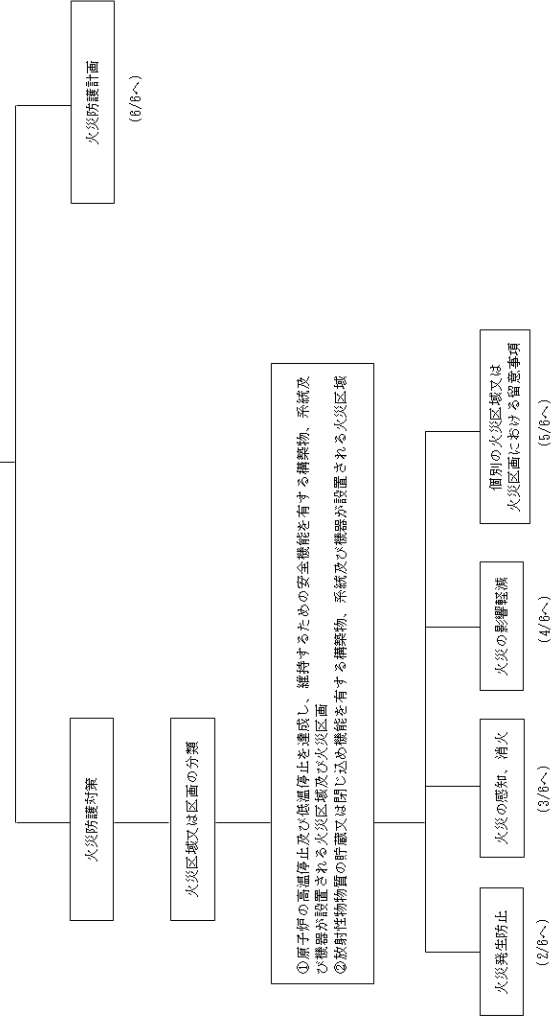 火災防護対策
火災防護計画
(6/6へ)
火災区域又は区画の分類
①原子炉の高温停止及び低温停止を達成し、維持するための安全機能を有する構築物、系統及
び機器が設置される火災区域及び火災区画
②放射性物物質の貯蔵又は閉じ込め機能を有する構築物、系統及び機器が設置される火災区域
火災発生防止
(2/6へ)
火災の感知、消火
(3/6へ)
火災の影響軽減
(4/6へ)
個別の火災区域又は
火災区画における留意事項
(5/6へ)